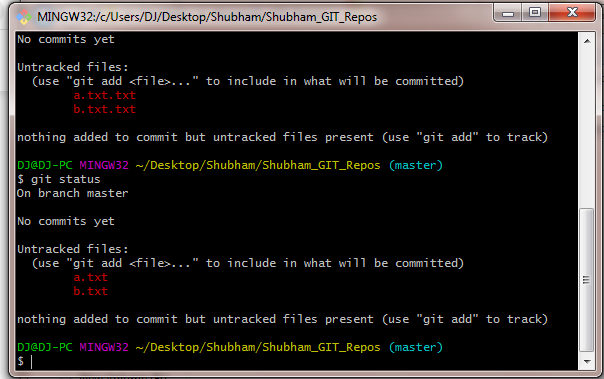 MINGW32:/c/Users/DJ/Desktop/Shubham/Shubham_GIT_Repos
No commits yet
Untracked files:
(use "git add <file>..." to include in what will be committed)
a.txt.txt
b.txt.txt
nothing added to commit but untracked files present (use "git add" to track)
DJ@DJ-PC MINGW32 ~/Desktop/Shubham/Shubham_GIT_Repos (master)
$ git status
On branch master
No commits yet
Untracked files:
(use "git add <file>..." to include in what will be committed)
a.txt
b.txt
nothing added to commit but untracked files present (use "git add" to track)
DJ@DJ-PC MINGW32 ~/Desktop/Shubham/Shubham_GIT_Repos (master)
$